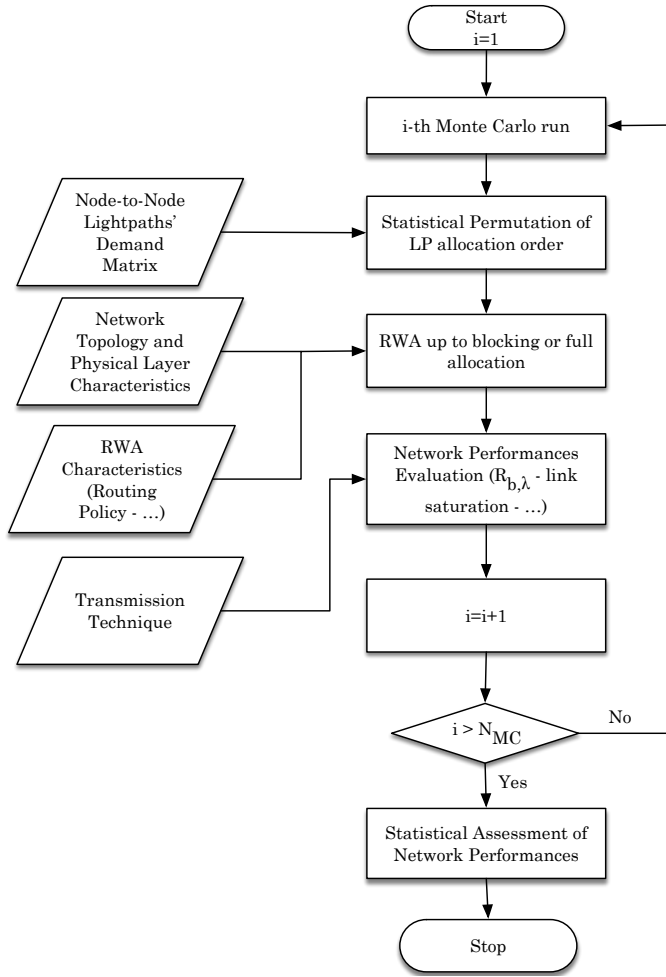 Start
i=1
i-th Monte Carlo run
Node-to-Node
Lightpaths'
Demand
Matrix
Statistical Permutation of
LP allocation order
Network
Topology and
Physical Layer
Characteristics
RWA up to blocking or full
allocation
RWA
Characteristics
(Routing
Policy - ...)
Network Performances
Evaluation (R_b,λ - link
saturation - ...)
Transmission
Technique
i=i+1
i > N_MC
No
Yes
Statistical Assessment of
Network Performances
Stop